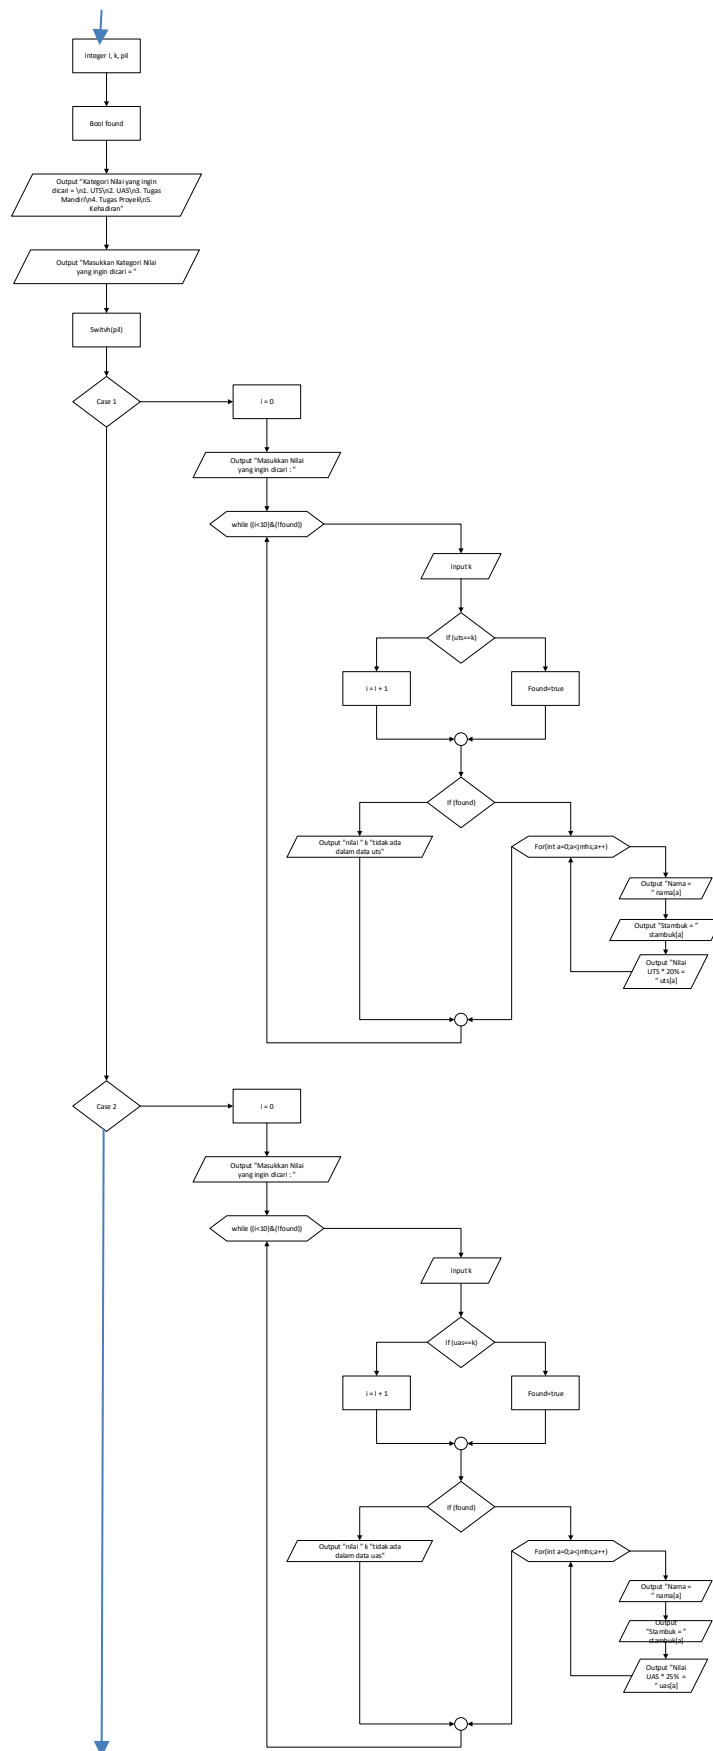 Integer I, k, pil
Bool found
Output "Kategori Nilai yang ingin
dicari = \n1. UTS\n2. UAS\n3. Tugas
Mandiri\n4. Tugas Proyek\n5.
Kehadiran"
Output "Masukkan Kategori Nilai
yang ingin dicari = "
Switvh(pil)
Case 1
i = 0
Output "Masukkan Nilai
yang ingin dicari : "
while ((i<10)&(!found))
Input k
If (uts==k)
i = I + 1
Found=true
If (found)
Output "nilai " k "tidak ada
dalam data uts"
For(int a=0;a<jmhs;a++)
Output "Nama =
" nama[a]
Output "Stambuk = "
stambuk[a]
Output "Nilai
UTS * 20% =
" uts[a]
Case 2
i = 0
Output "Masukkan Nilai
yang ingin dicari : "
while ((i<10)&(!found))
Input k
If (uas==k)
i = I + 1
Found=true
If (found)
Output "nilai " k "tidak ada
dalam data uas"
For(int a=0;a<jmhs;a++)
Output "Nama =
" nama[a]
Output
"Stambuk = "
stambuk[a]
Output "Nilai
UAS * 25% =
" uas[a]